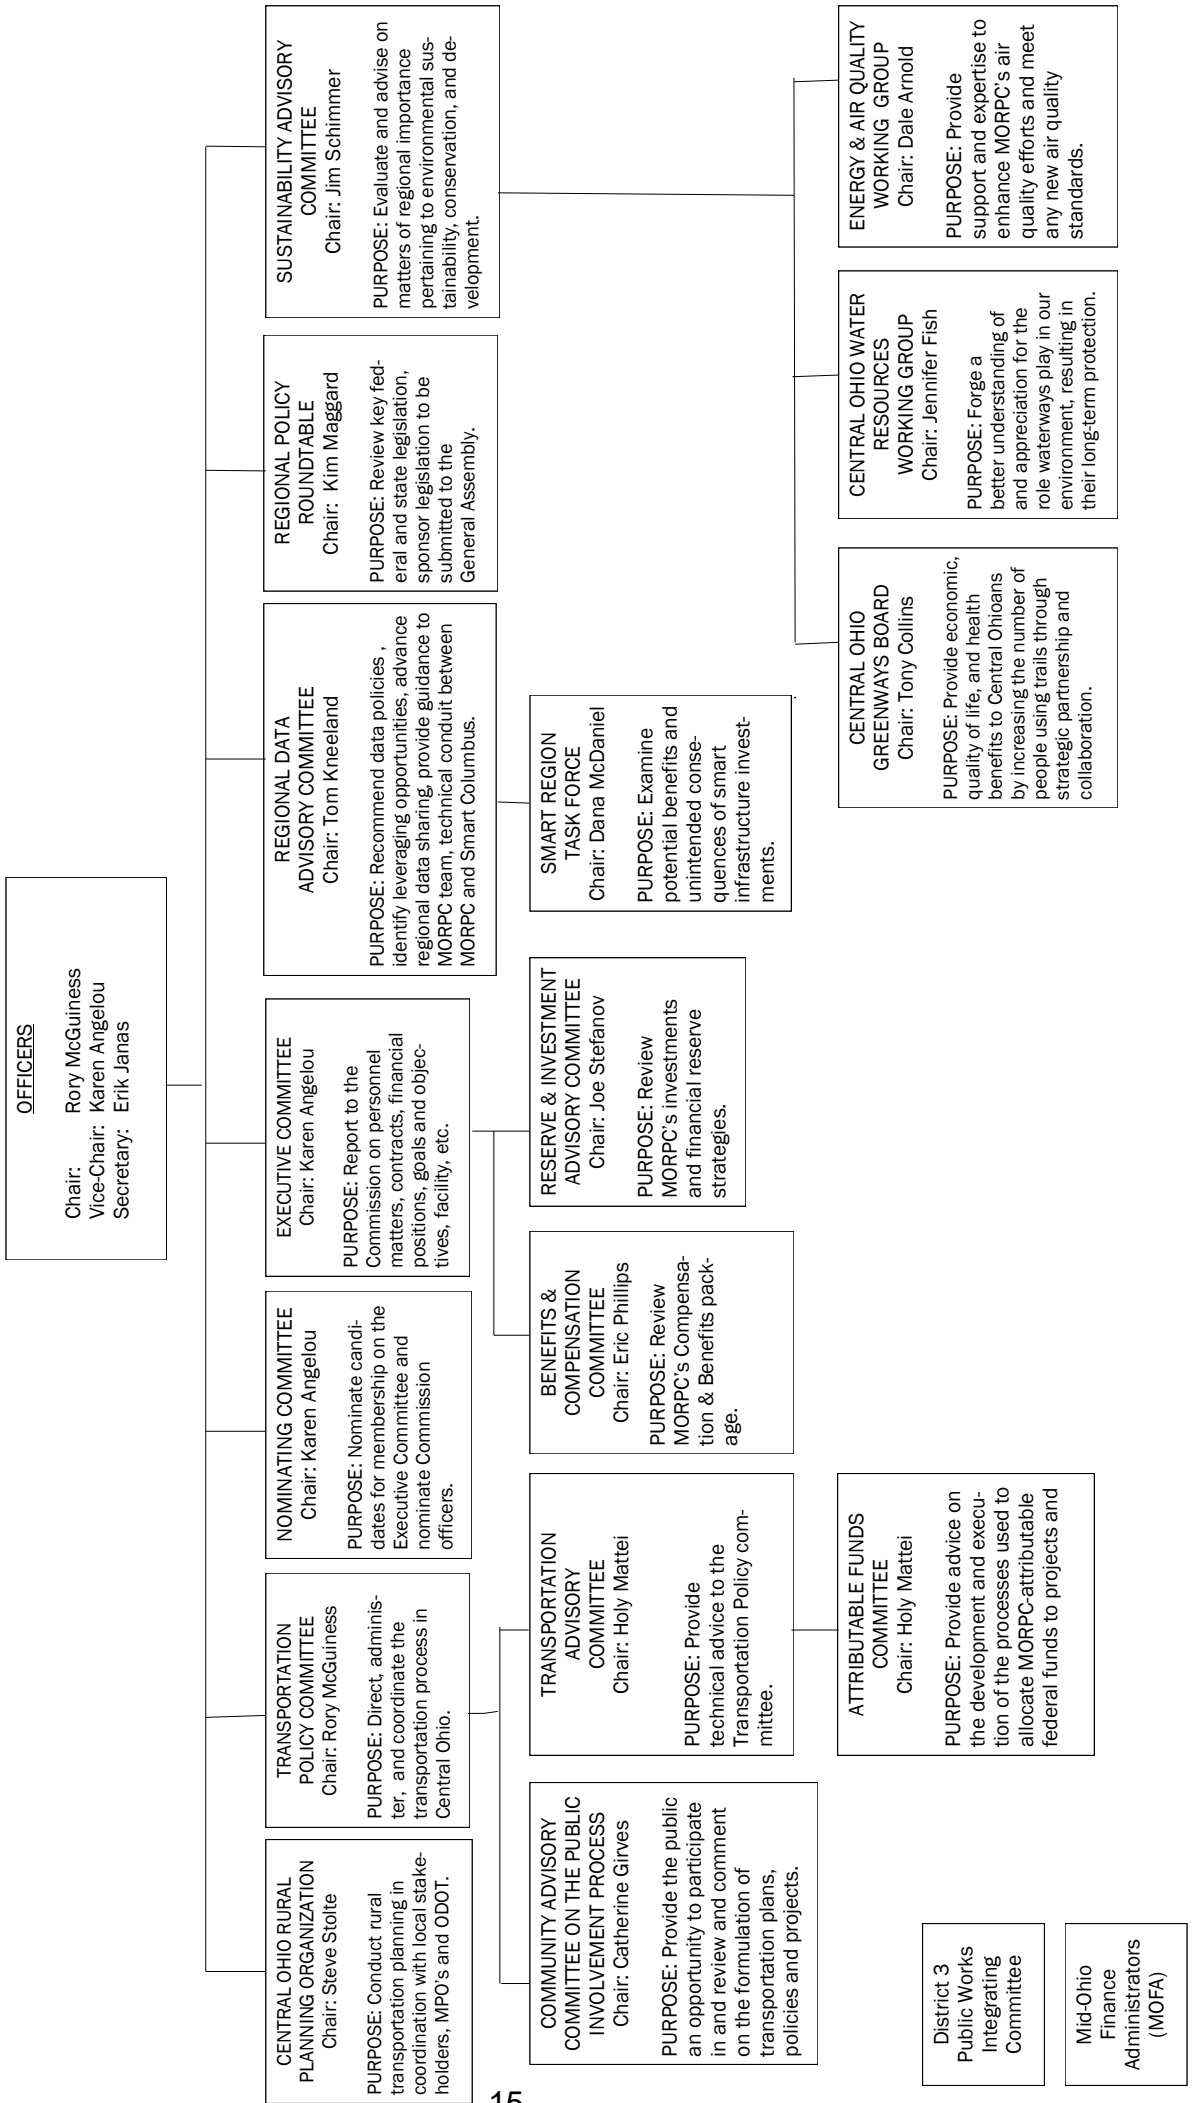 OFFICERS
Chair: Rory McGuiness
Vice-Chair: Karen Angelou
Secretary: Erik Janas
CENTRAL OHIO RURAL
PLANNING ORGANIZATION
Chair: Steve Stolte
PURPOSE: Conduct rural
transportation planning in
coordination with local stake-
holders, MPO's and ODOT.
TRANSPORTATION
POLICY COMMITTEE
Chair: Rory McGuiness
PURPOSE: Direct, adminis-
ter, and coordinate the
transportation process in
Central Ohio.
NOMINATING COMMITTEE
Chair: Karen Angelou
PURPOSE: Nominate candi-
dates for membership on the
Executive Committee and
nominate Commission
officers.
EXECUTIVE COMMITTEE
Chair: Karen Angelou
PURPOSE: Report to the
Commission on personnel
matters, contracts, financial
positions, goals and objec-
tives, facility, etc.
REGIONAL DATA
ADVISORY COMMITTEE
Chair: Tom Kneeland
PURPOSE: Recommend data policies ,
identify leveraging opportunities, advance
regional data sharing, provide guidance to
MORPC team, technical conduit between
MORPC and Smart Columbus.
REGIONAL POLICY
ROUNDTABLE
Chair: Kim Maggard
PURPOSE: Review key fed-
eral and state legislation,
sponsor legislation to be
submitted to the
General Assembly.
SUSTAINABILITY ADVISORY
COMMITTEE
Chair: Jim Schimmer
PURPOSE: Evaluate and advise on
matters of regional importance
pertaining to environmental sus-
tainability, conservation, and de-
velopment.
COMMUNITY ADVISORY
COMMITTEE ON THE PUBLIC
INVOLVEMENT PROCESS
Chair: Catherine Girves
PURPOSE: Provide the public
an opportunity to participate
in and review and comment
on the formulation of
transportation plans,
policies and projects.
TRANSPORTATION
ADVISORY
COMMITTEE
Chair: Holy Mattei
PURPOSE: Provide
technical advice to the
Transportation Policy com-
mittee.
BENEFITS &
COMPENSATION
COMMITTEE
Chair: Eric Phillips
PURPOSE: Review
MORPC's Compensa-
tion & Benefits pack-
age.
RESERVE & INVESTMENT
ADVISORY COMMITTEE
Chair: Joe Stefanov
PURPOSE: Review
MORPC's investments
and financial reserve
strategies.
SMART REGION
TASK FORCE
Chair: Dana McDaniel
PURPOSE: Examine
potential benefits and
unintended conse-
quences of smart
infrastructure invest-
ments.
ATTRIBUTABLE FUNDS
COMMITTEE
Chair: Holy Mattei
PURPOSE: Provide advice on
the development and execu-
tion of the processes used to
allocate MORPC-attributable
federal funds to projects and
CENTRAL OHIO
GREENWAYS BOARD
Chair: Tony Collins
PURPOSE: Provide economic,
quality of life, and health
benefits to Central Ohioans
by increasing the number of
people using trails through
strategic partnership and
collaboration.
CENTRAL OHIO WATER
RESOURCES
WORKING GROUP
Chair: Jennifer Fish
PURPOSE: Forge a
better understanding of
and appreciation for the
role waterways play in our
environment, resulting in
their long-term protection.
ENERGY & AIR QUALITY
WORKING GROUP
Chair: Dale Arnold
PURPOSE: Provide
support and expertise to
enhance MORPC's air
quality efforts and meet
any new air quality
standards.
District 3
Public Works
Integrating
Committee
Mid-Ohio
Finance
Administrators
(MOFA)
15